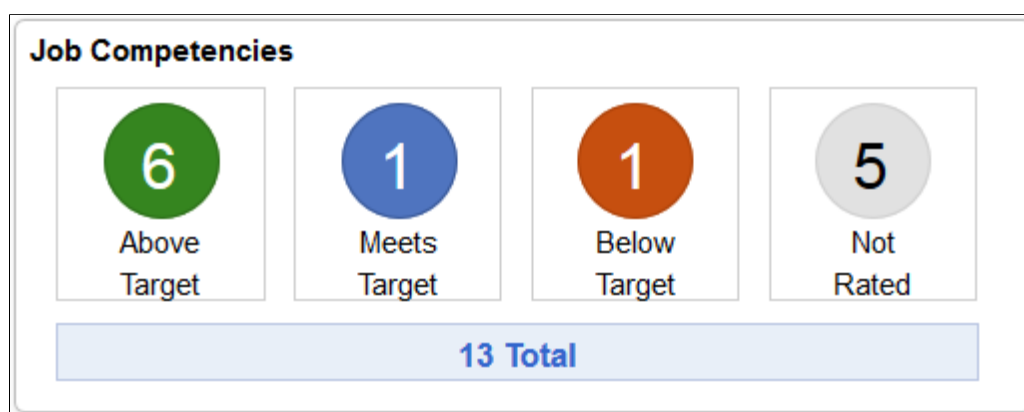 Job Competencies
6 1 1 5
Above Meets Below Not
Target Target Target Rated
13 Total